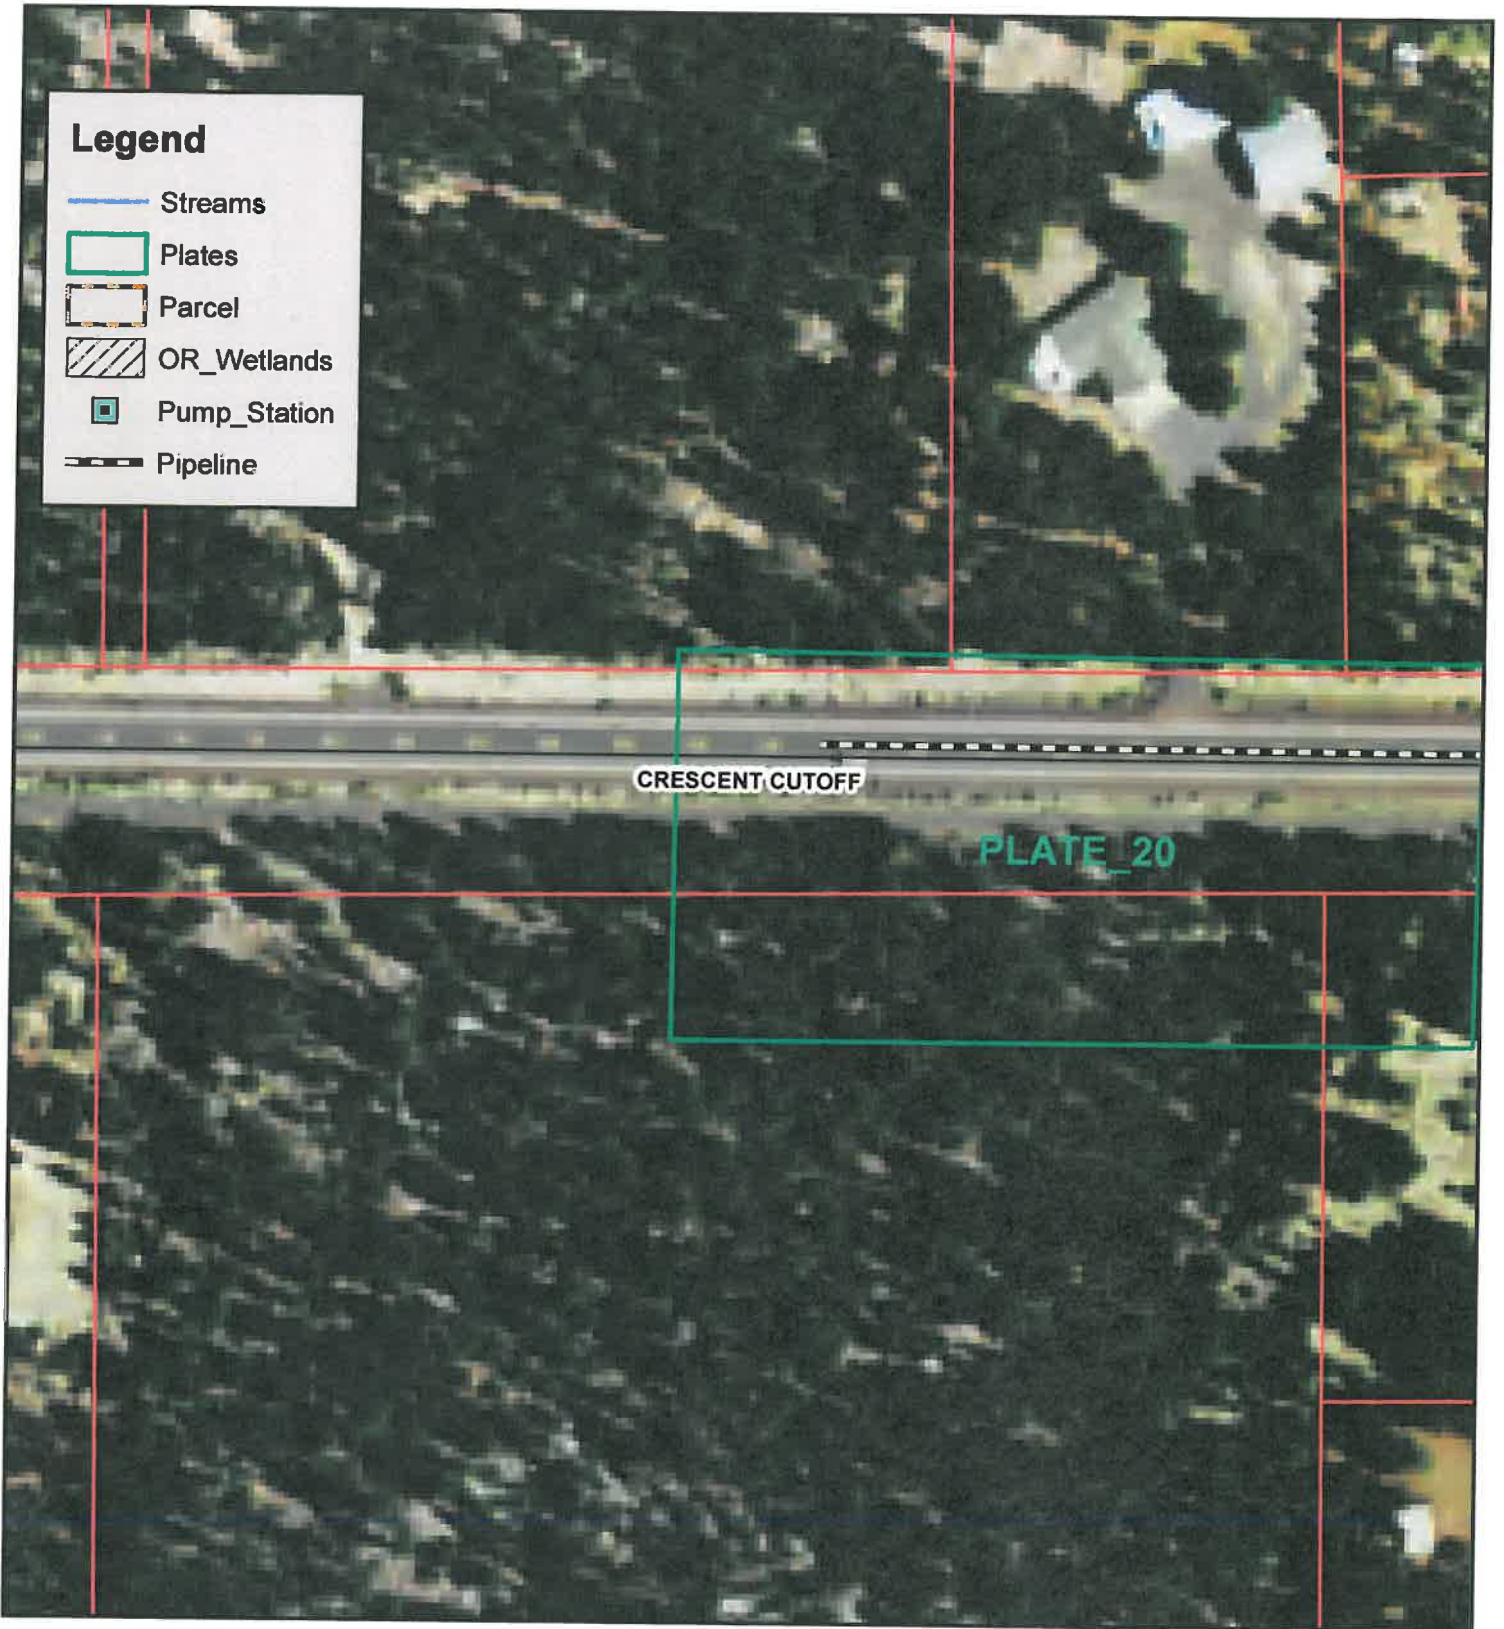 Legend
Streams
Plates
Parcel
OR_Wetlands
Pump_Station
Pipeline
CRESCENT CUTOFF
PLATE_20